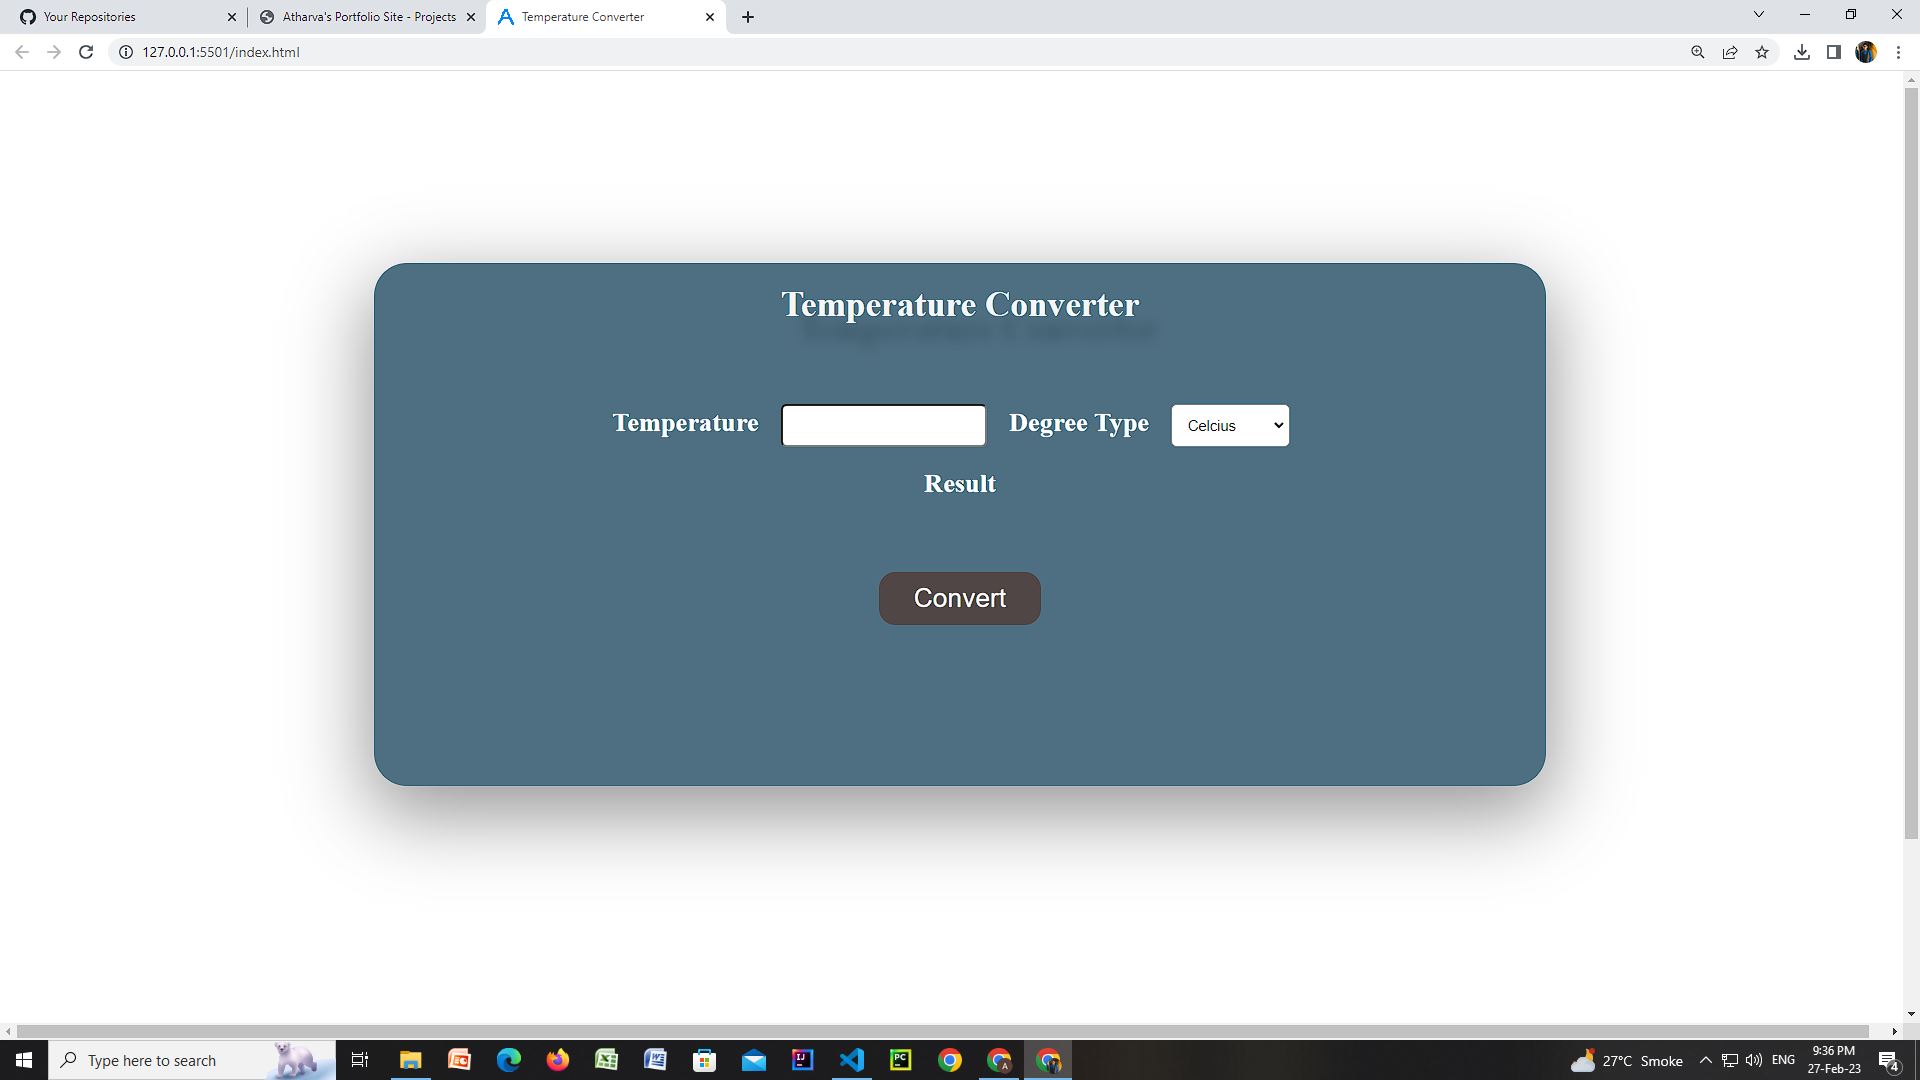 Your Repositories
Atharva's Portfolio Site - Projects
Temperature Converter
127.0.0.1:5501/index.html
Temperature Converter
Temperature Degree Type Celcius
Result
Convert
Type here to search
27°C Smoke
ENG
9:36 PM
27-Feb-23
4